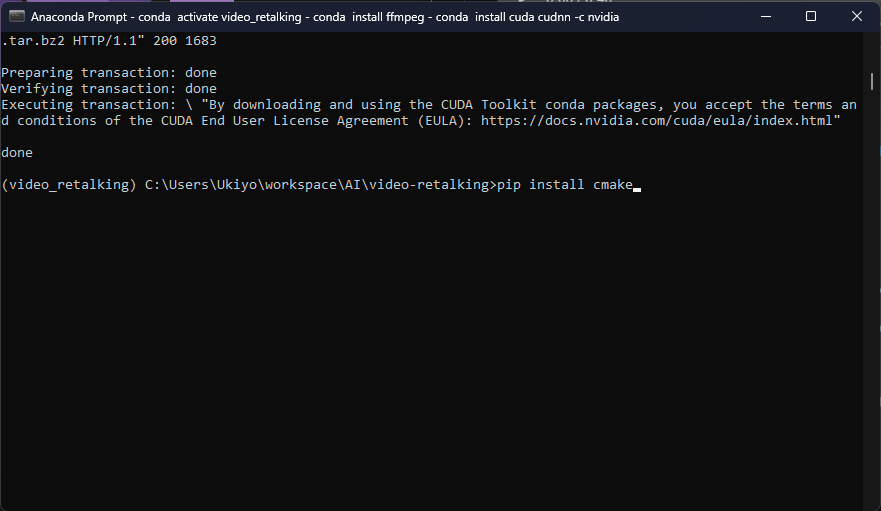 Anaconda Prompt - conda  activate video_retalking - conda  install ffmpeg - conda  install cuda cudnn -c nvidia
.tar.bz2 HTTP/1.1" 200 1683
Preparing transaction: done
Verifying transaction: done
Executing transaction: \ "By downloading and using the CUDA Toolkit conda packages, you accept the terms an
d conditions of the CUDA End User License Agreement (EULA): https://docs.nvidia.com/cuda/eula/index.html"
done
(video_retalking) C:\Users\Ukiyo\workspace\AI\video-retalking>pip install cmake